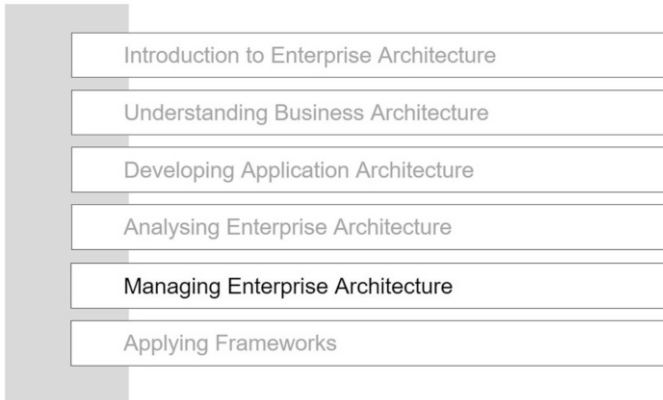 Introduction to Enterprise Architecture
Understanding Business Architecture
Developing Application Architecture
Analysing Enterprise Architecture
Managing Enterprise Architecture
Applying Frameworks